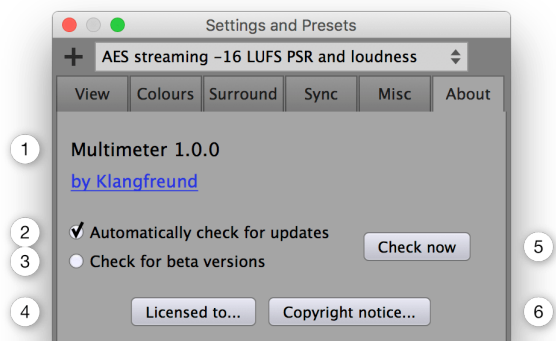 Settings and Presets
AES streaming -16 LUFS PSR and loudness
View Colours Surround Sync Misc About
1 Multimeter 1.0.0
by Klangfreund
2 Automatically check for updates
Check now 5
3 Check for beta versions
4 Licensed to... Copyright notice... 6